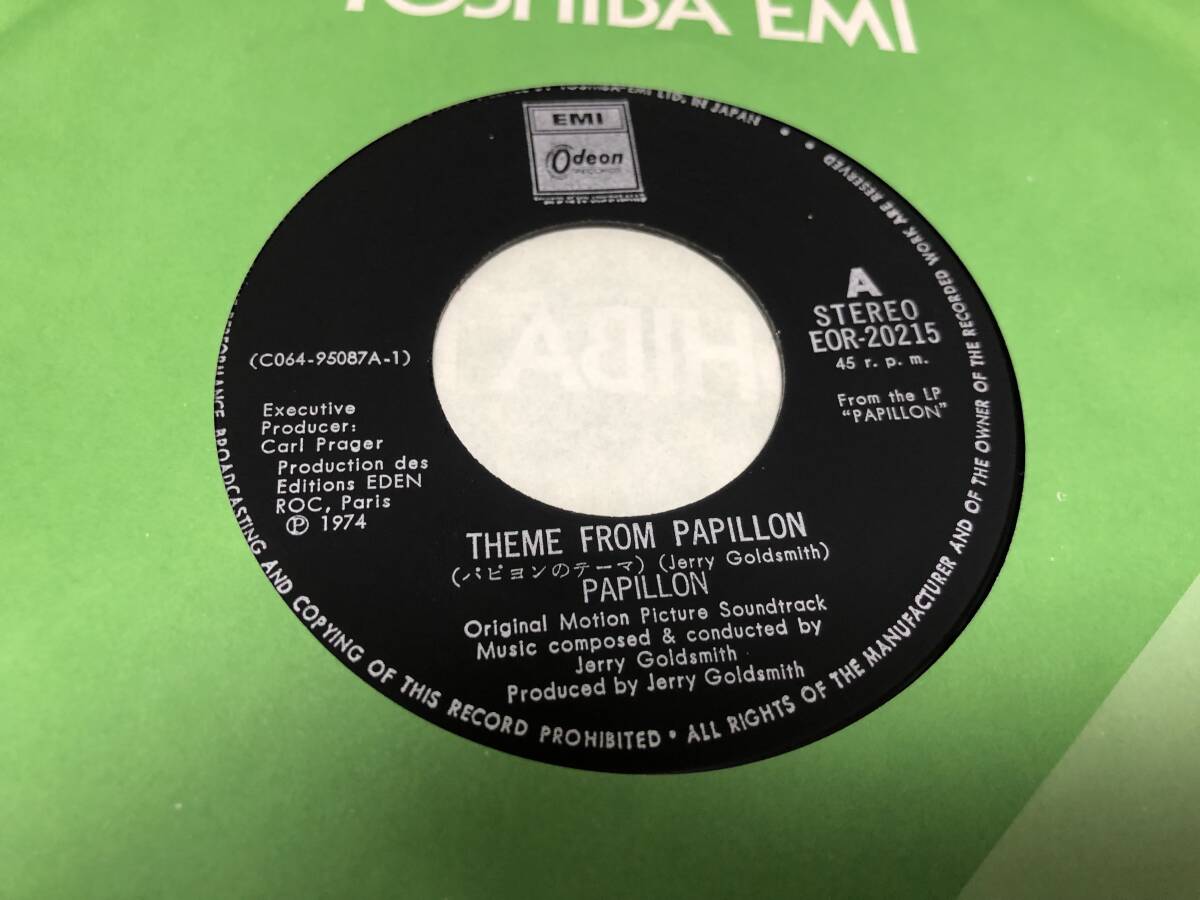 TOSHIBA EMI
TOSHIBA-EMI LTD. IN JAPAN
EMI
Odeon
RECORDS
A
STEREO
EOR-20215
45 r. p. m.
From the LP
"PAPILLON"
(C064-95087A-1)
Executive
Producer:
Carl Prager
Production des
Editions EDEN
ROC, Paris
℗ 1974
THEME FROM PAPILLON
(パピヨンのテーマ) (Jerry Goldsmith)
PAPILLON
Original Motion Picture Soundtrack
Music composed & conducted by
Jerry Goldsmith
Produced by Jerry Goldsmith
BROADCASTING AND COPYING OF THIS RECORD PROHIBITED • ALL RIGHTS OF THE MANUFACTURER AND OF THE OWNER OF THE RECORDED WORK ARE RESERVED •
HIBA